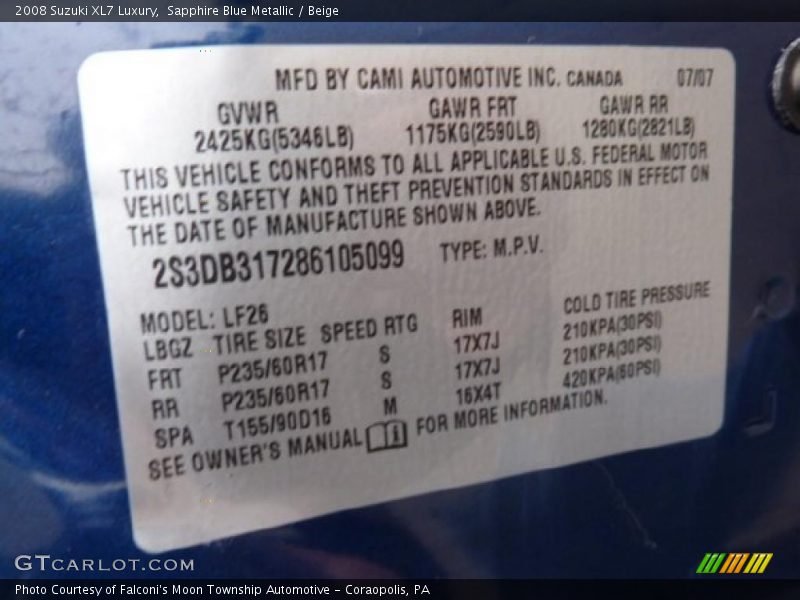 2008 Suzuki XL7 Luxury,  Sapphire Blue Metallic / Beige
MFD BY CAMI AUTOMOTIVE INC. CANADA 07/07
GVWR GAWR FRT GAWR RR
2425KG(5346LB) 1175KG(2590LB) 1280KG(2821LB)
THIS VEHICLE CONFORMS TO ALL APPLICABLE U.S. FEDERAL MOTOR
VEHICLE SAFETY AND THEFT PREVENTION STANDARDS IN EFFECT ON
THE DATE OF MANUFACTURE SHOWN ABOVE.
2S3DB317286105099 TYPE: M.P.V.
MODEL: LF26
LBGZ TIRE SIZE SPEED RTG RIM COLD TIRE PRESSURE
FRT P235/60R17 S 17X7J 210KPA(30PSI)
RR P235/60R17 S 17X7J 210KPA(30PSI)
SPA T155/90D16 M 16X4T 420KPA(60PSI)
SEE OWNER'S MANUAL FOR MORE INFORMATION.
GTCARLOT.COM
Photo Courtesy of Falconi's Moon Township Automotive - Coraopolis, PA